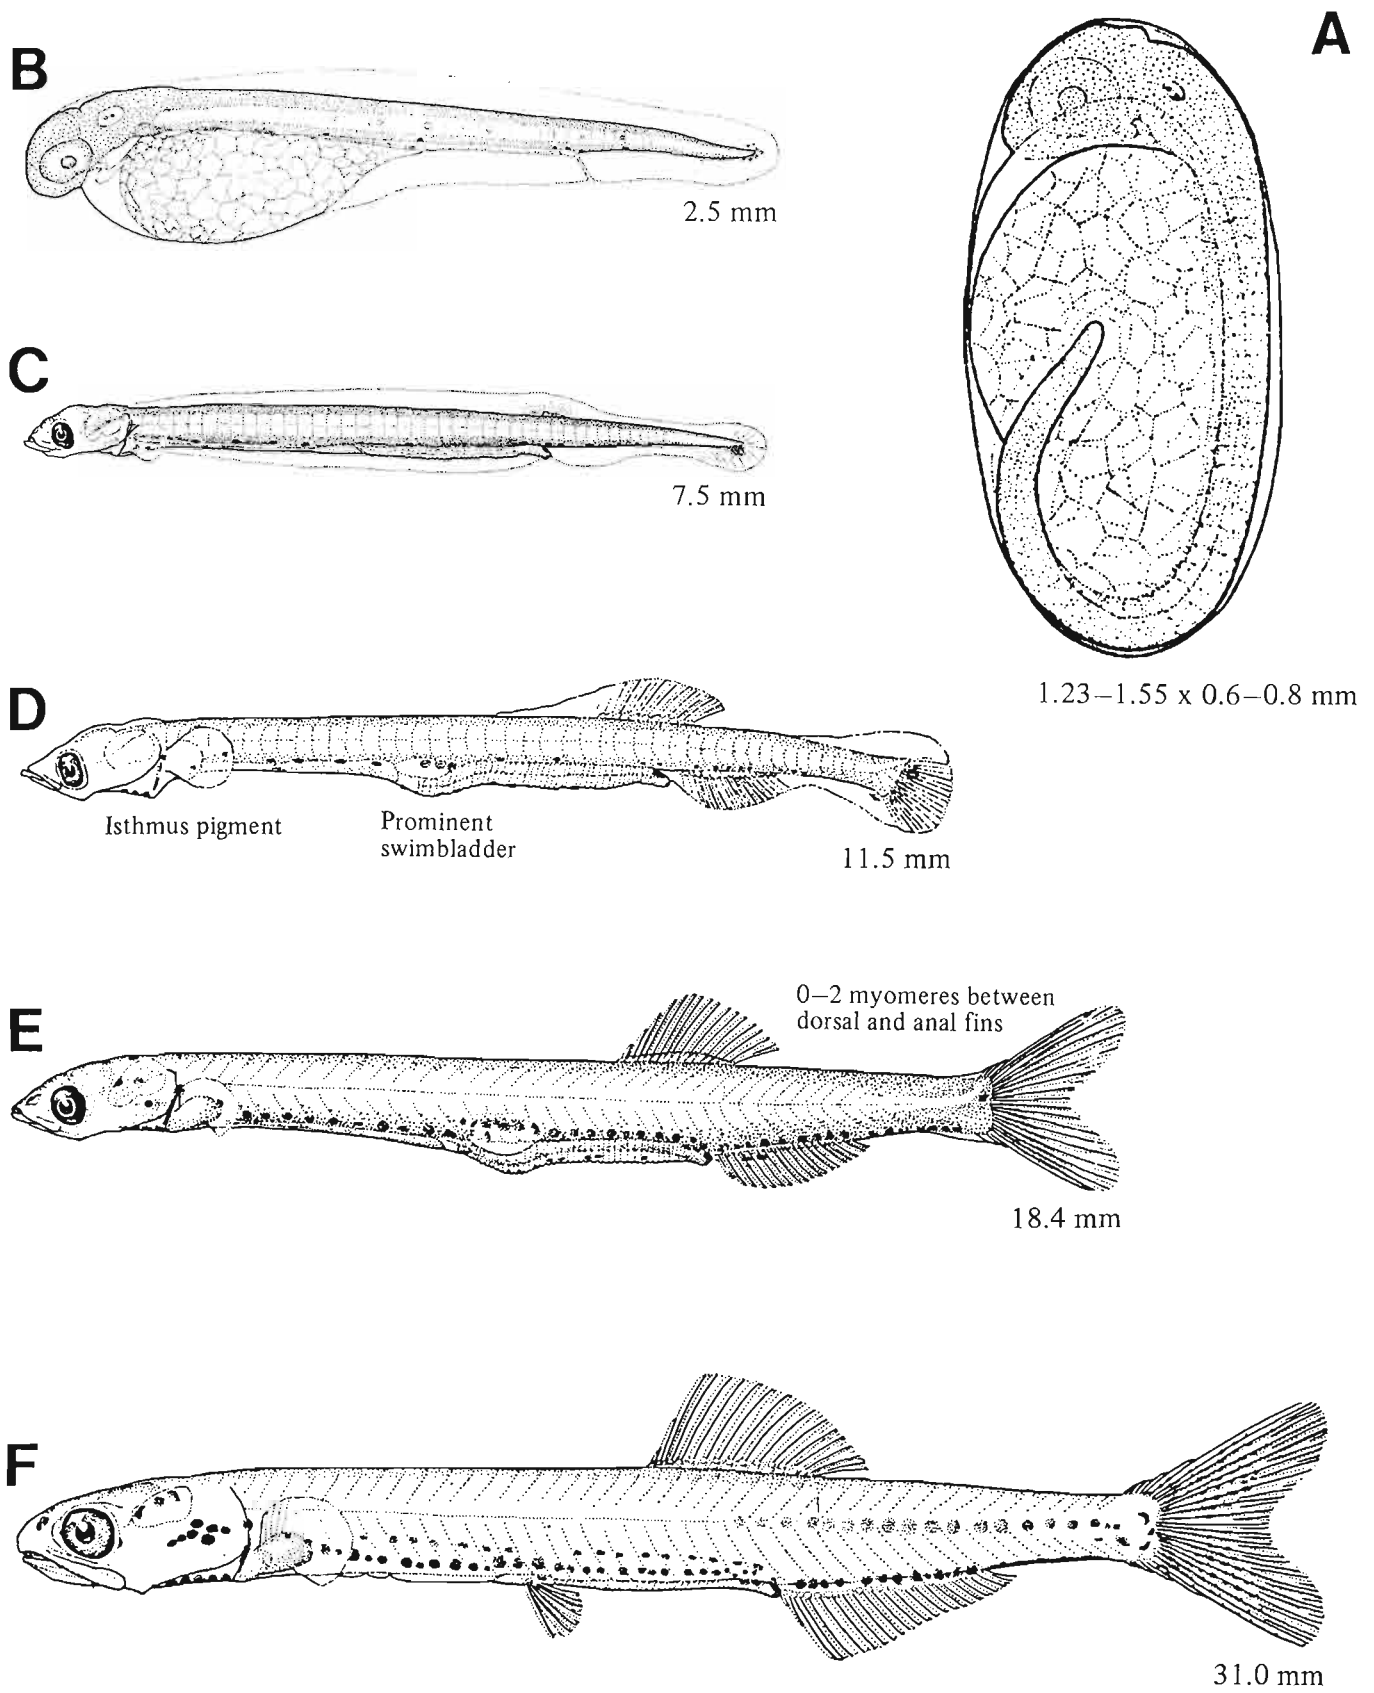 A
1.23–1.55 x 0.6–0.8 mm
B
2.5 mm
C
7.5 mm
D
Isthmus pigment
Prominent
swimbladder
11.5 mm
E
0–2 myomeres between
dorsal and anal fins
18.4 mm
F
31.0 mm